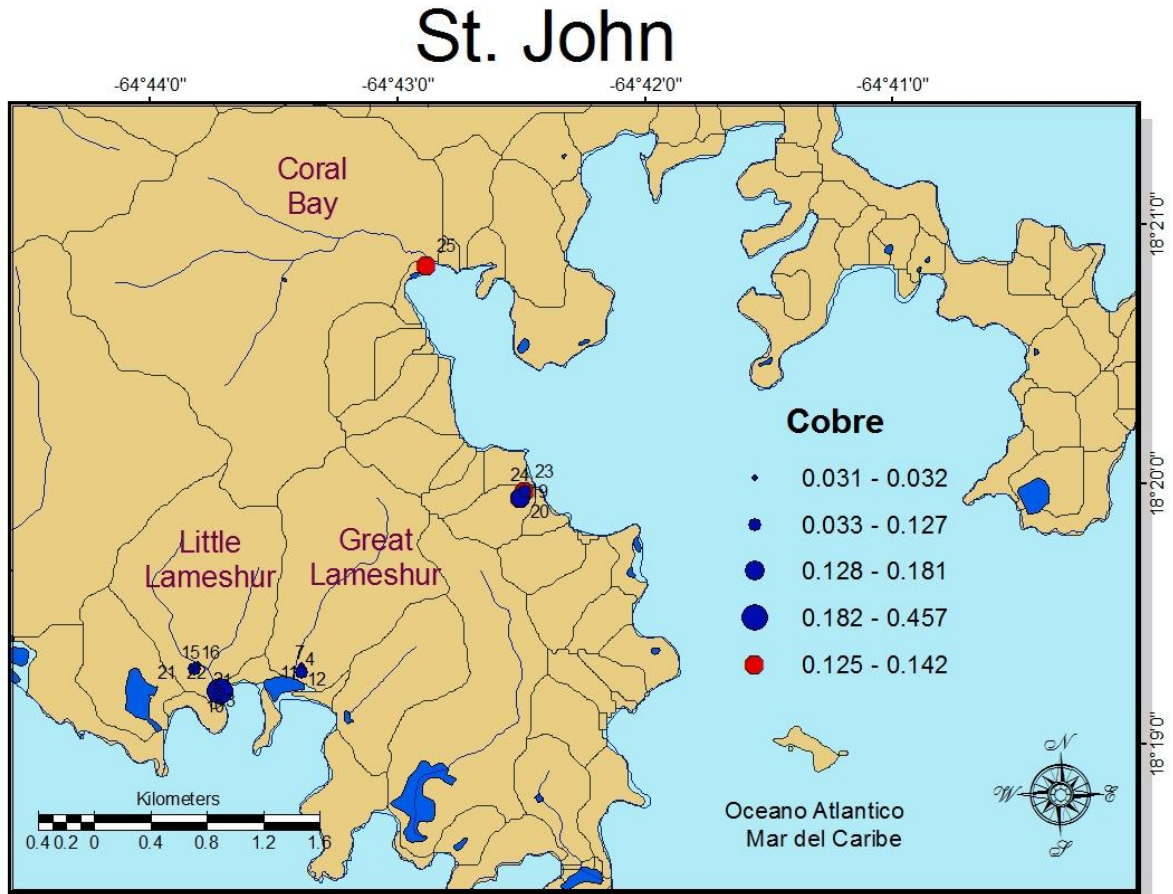 St. John
-64°44'0"
-64°43'0"
-64°42'0"
-64°41'0"
Coral
Bay
25
18°21'0"
Cobre
0.031 - 0.032
0.033 - 0.127
0.128 - 0.181
0.182 - 0.457
0.125 - 0.142
24
23
19
20
18°20'0"
Little
Lameshur
Great
Lameshur
15
16
21
22
7
4
11
12
18°19'0"
N
W
E
S
Kilometers
0.4
0.2
0
0.4
0.8
1.2
1.6
Oceano Atlantico
Mar del Caribe